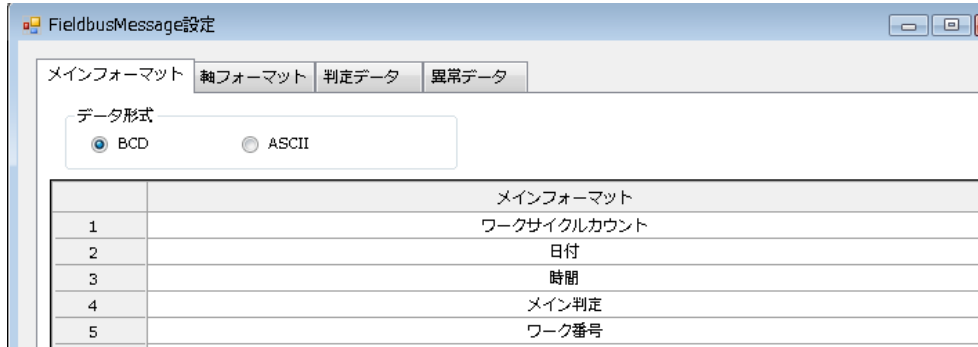 FieldbusMessage設定
メインフォーマット 軸フォーマット 判定データ 異常データ
データ形式
BCD ASCII
メインフォーマット
1 ワークサイクルカウント
2 日付
3 時間
4 メイン判定
5 ワーク番号